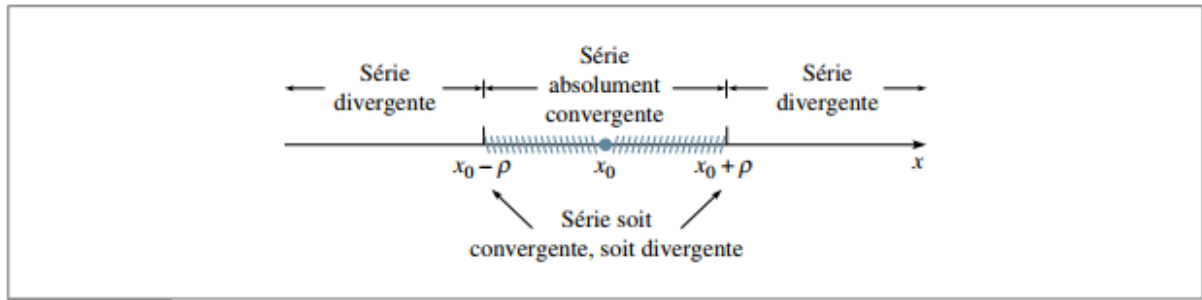 Série
divergente
Série
absolument
convergente
Série
divergente
x₀ – ρ
x₀
x₀ + ρ
x
Série soit
convergente, soit divergente